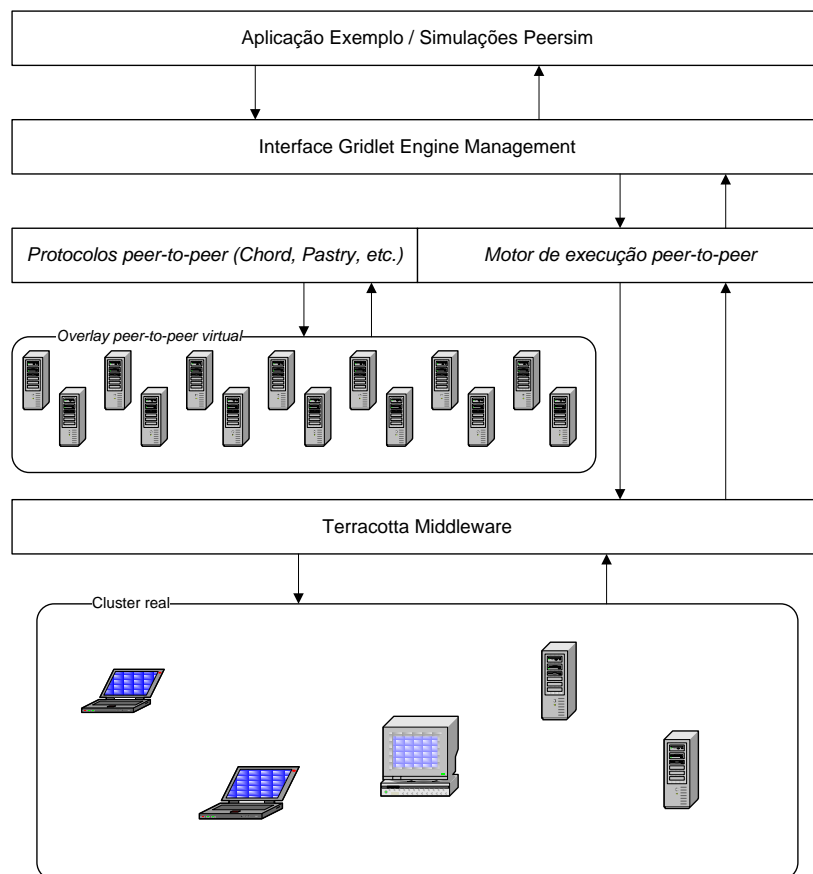 Aplicação Exemplo / Simulações Peersim
Interface Gridlet Engine Management
Protocolos peer-to-peer (Chord, Pastry, etc.)
Motor de execução peer-to-peer
Overlay peer-to-peer virtual
Terracotta Middleware
Cluster real